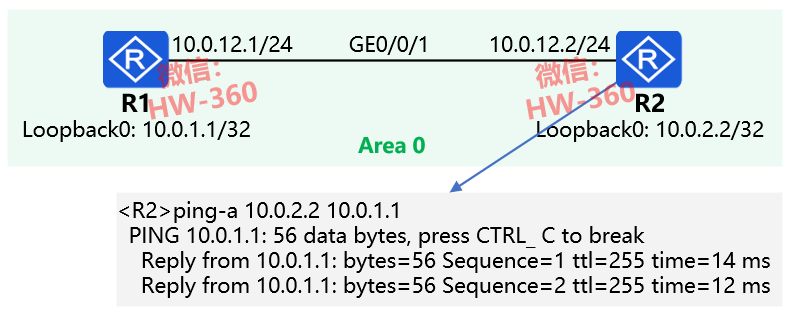 10.0.12.1/24 GE0/0/1 10.0.12.2/24
微信: 微信:
HW-360 HW-360
R1 R2
Loopback0: 10.0.1.1/32 Loopback0: 10.0.2.2/32
Area 0
<R2>ping-a 10.0.2.2 10.0.1.1
PING 10.0.1.1: 56 data bytes, press CTRL_ C to break
Reply from 10.0.1.1: bytes=56 Sequence=1 ttl=255 time=14 ms
Reply from 10.0.1.1: bytes=56 Sequence=2 ttl=255 time=12 ms